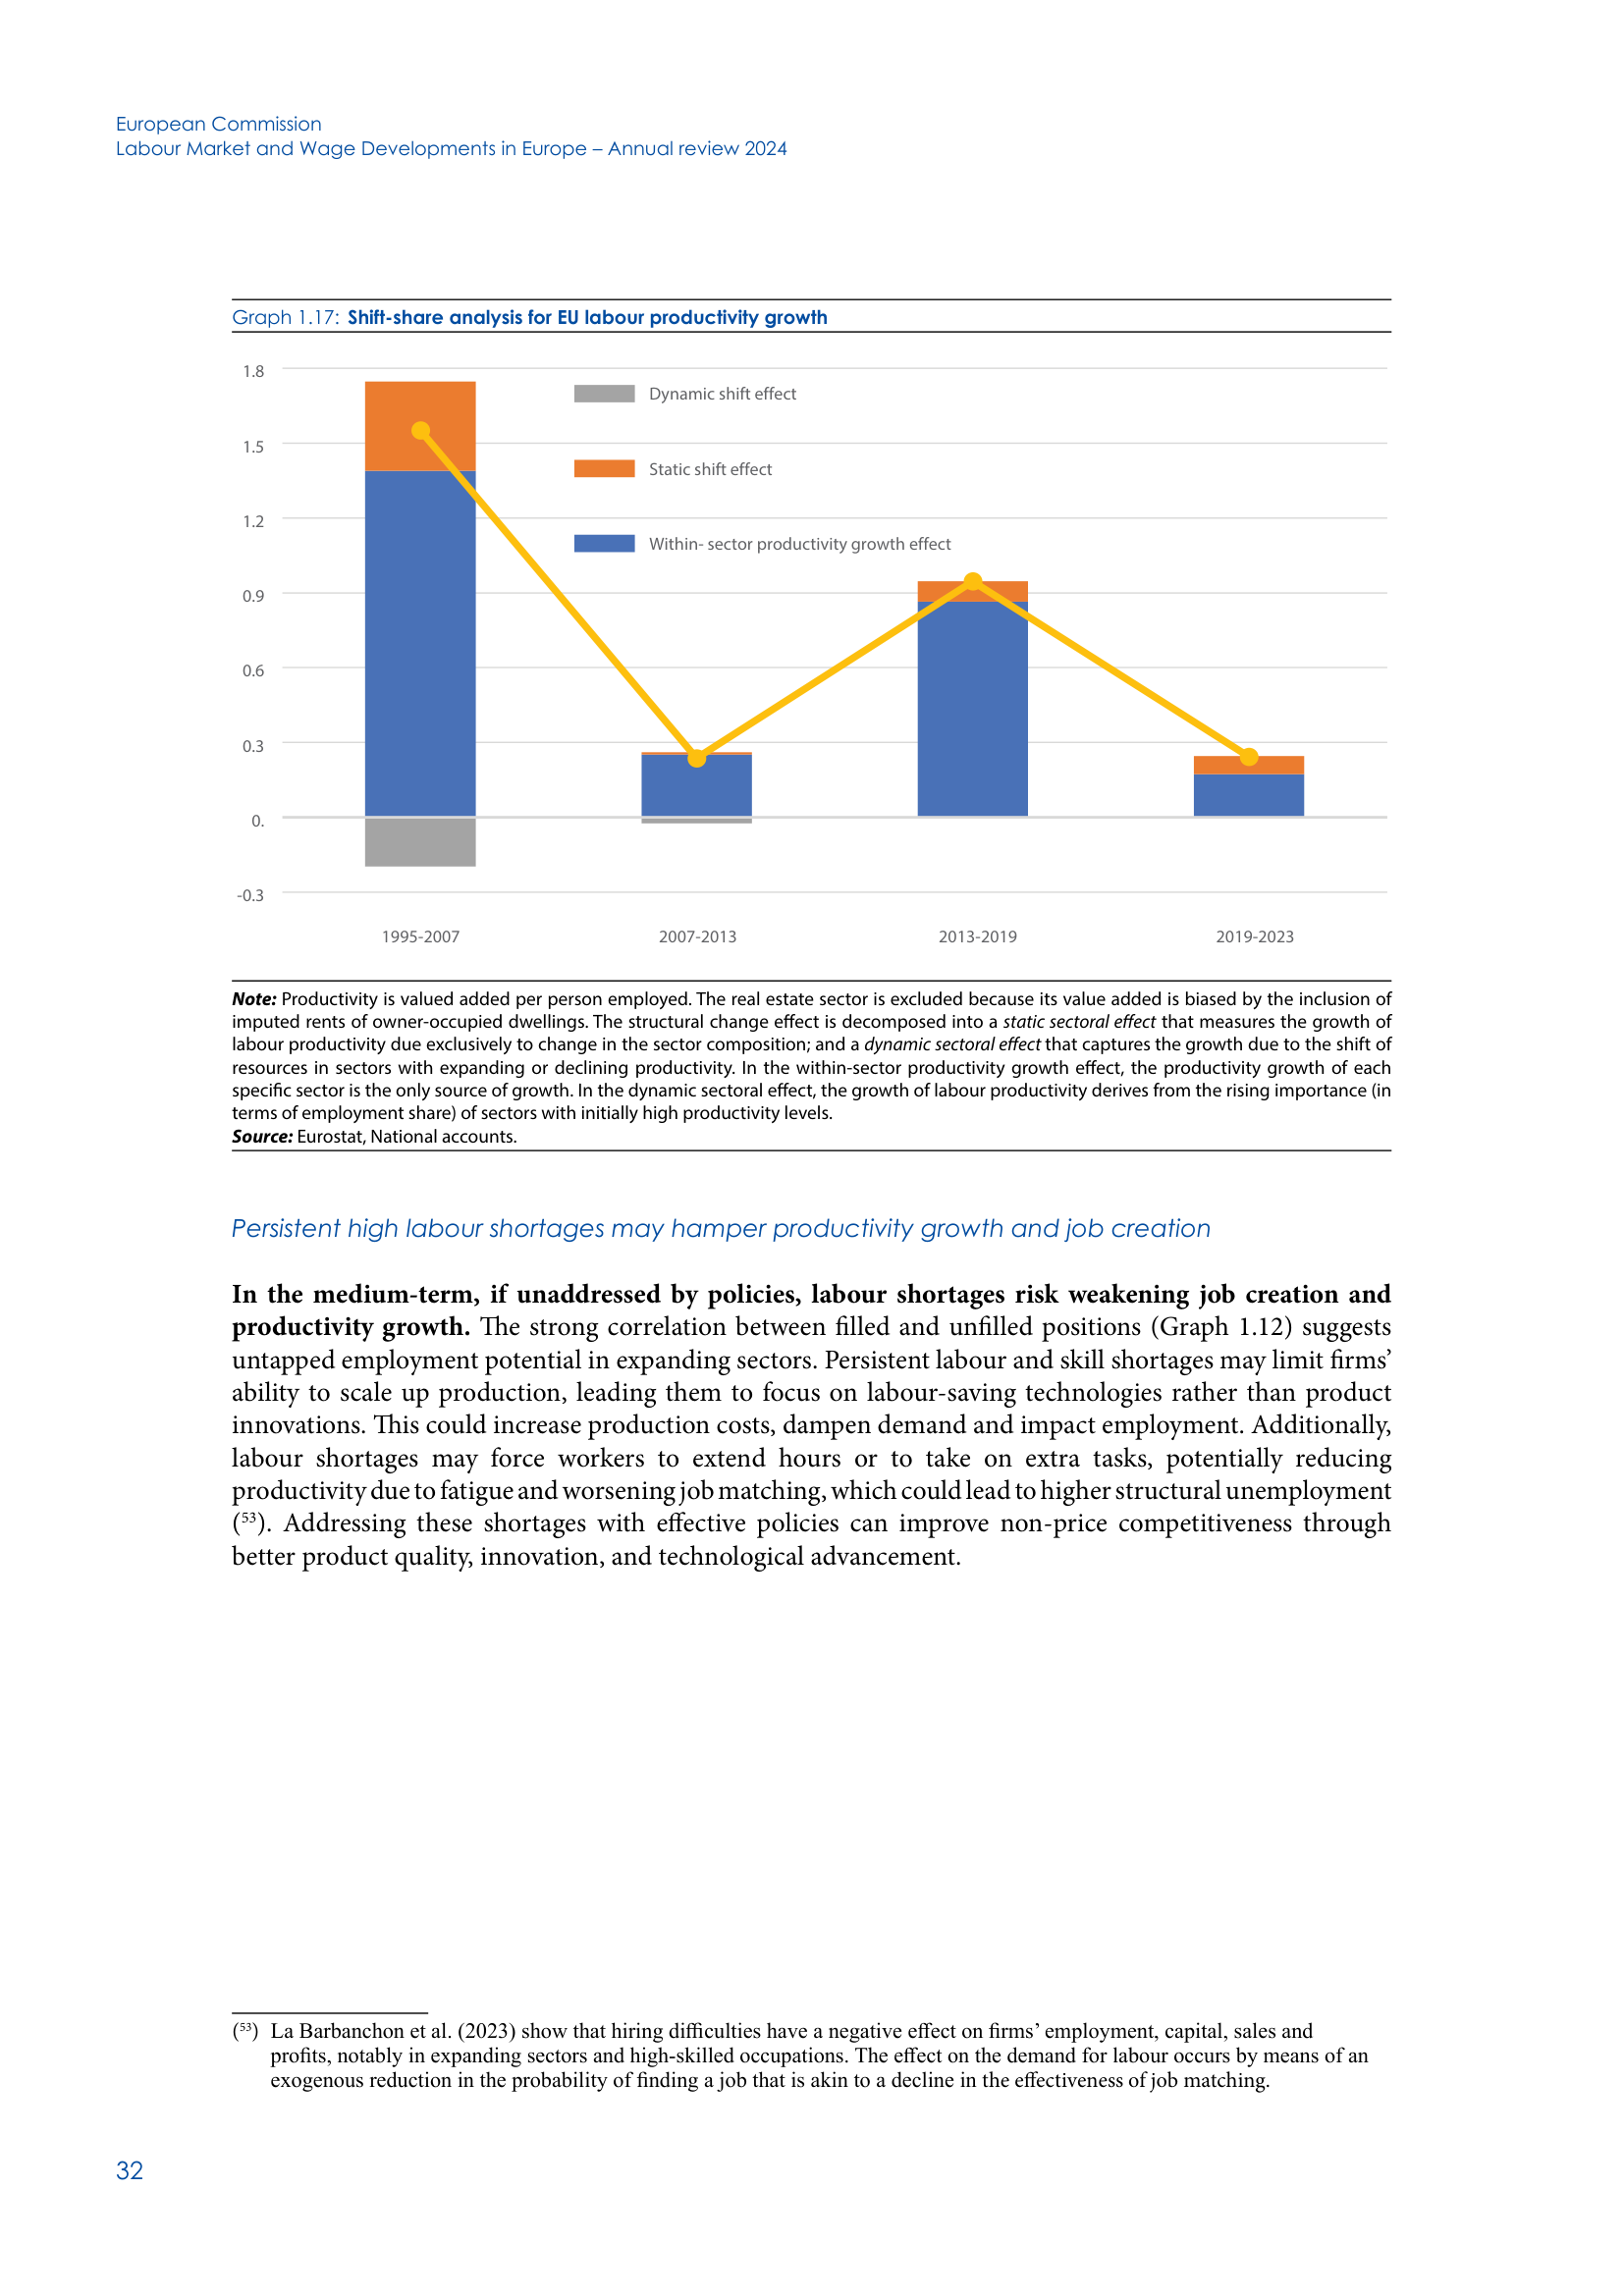 European Commission
Labour Market and Wage Developments in Europe – Annual review 2024
Graph 1.17: Shift-share analysis for EU labour productivity growth
1.8
1.5
1.2
0.9
0.6
0.3
0.
-0.3
Dynamic shift effect
Static shift effect
Within- sector productivity growth effect
1995-2007
2007-2013
2013-2019
2019-2023
Note: Productivity is valued added per person employed. The real estate sector is excluded because its value added is biased by the inclusion of
imputed rents of owner-occupied dwellings. The structural change effect is decomposed into a static sectoral effect that measures the growth of
labour productivity due exclusively to change in the sector composition; and a dynamic sectoral effect that captures the growth due to the shift of
resources in sectors with expanding or declining productivity. In the within-sector productivity growth effect, the productivity growth of each
specific sector is the only source of growth. In the dynamic sectoral effect, the growth of labour productivity derives from the rising importance (in
terms of employment share) of sectors with initially high productivity levels.
Source: Eurostat, National accounts.
Persistent high labour shortages may hamper productivity growth and job creation
In the medium-term, if unaddressed by policies, labour shortages risk weakening job creation and
productivity growth. The strong correlation between filled and unfilled positions (Graph 1.12) suggests
untapped employment potential in expanding sectors. Persistent labour and skill shortages may limit firms’
ability to scale up production, leading them to focus on labour-saving technologies rather than product
innovations. This could increase production costs, dampen demand and impact employment. Additionally,
labour shortages may force workers to extend hours or to take on extra tasks, potentially reducing
productivity due to fatigue and worsening job matching, which could lead to higher structural unemployment
(53). Addressing these shortages with effective policies can improve non-price competitiveness through
better product quality, innovation, and technological advancement.
(53) La Barbanchon et al. (2023) show that hiring difficulties have a negative effect on firms’ employment, capital, sales and
profits, notably in expanding sectors and high-skilled occupations. The effect on the demand for labour occurs by means of an
exogenous reduction in the probability of finding a job that is akin to a decline in the effectiveness of job matching.
32